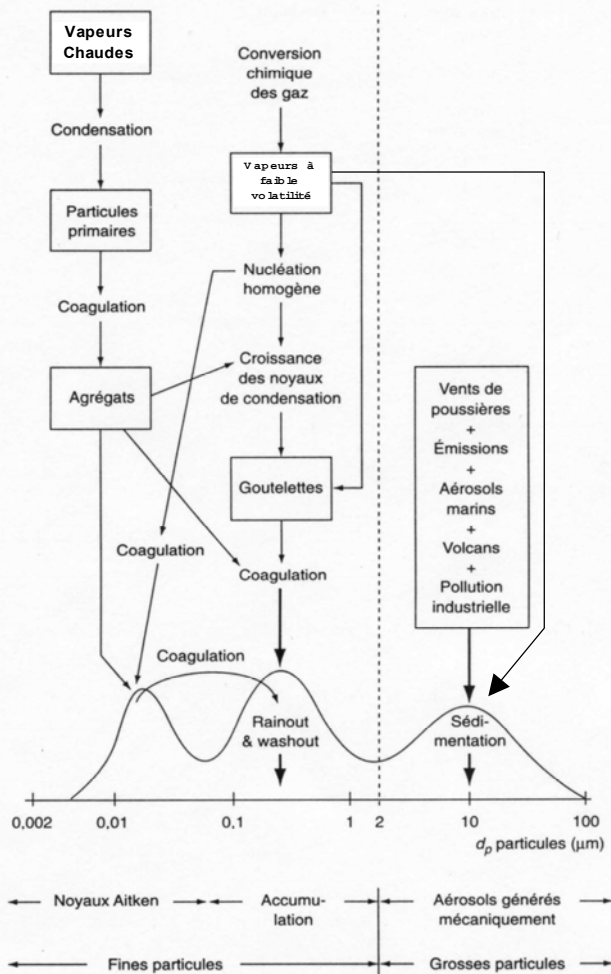 Vapeurs
Chaudes
Condensation
Particules
primaires
Coagulation
Agrégats
Conversion
chimique
des gaz
Vapeurs à
faible
volatilité
Nucléation
homogène
Croissance
des noyaux
de condensation
Goutelettes
Coagulation
Coagulation
Coagulation
Rainout
& washout
Vents de
poussières
+
Émissions
+
Aérosols
marins
+
Volcans
+
Pollution
industrielle
Sédi-
mentation
0,002 0,01 0,1 1 2 10 100
dp particules (μm)
Noyaux Aitken Accumu-
lation
Aérosols générés
mécaniquement
Fines particules Grosses particules